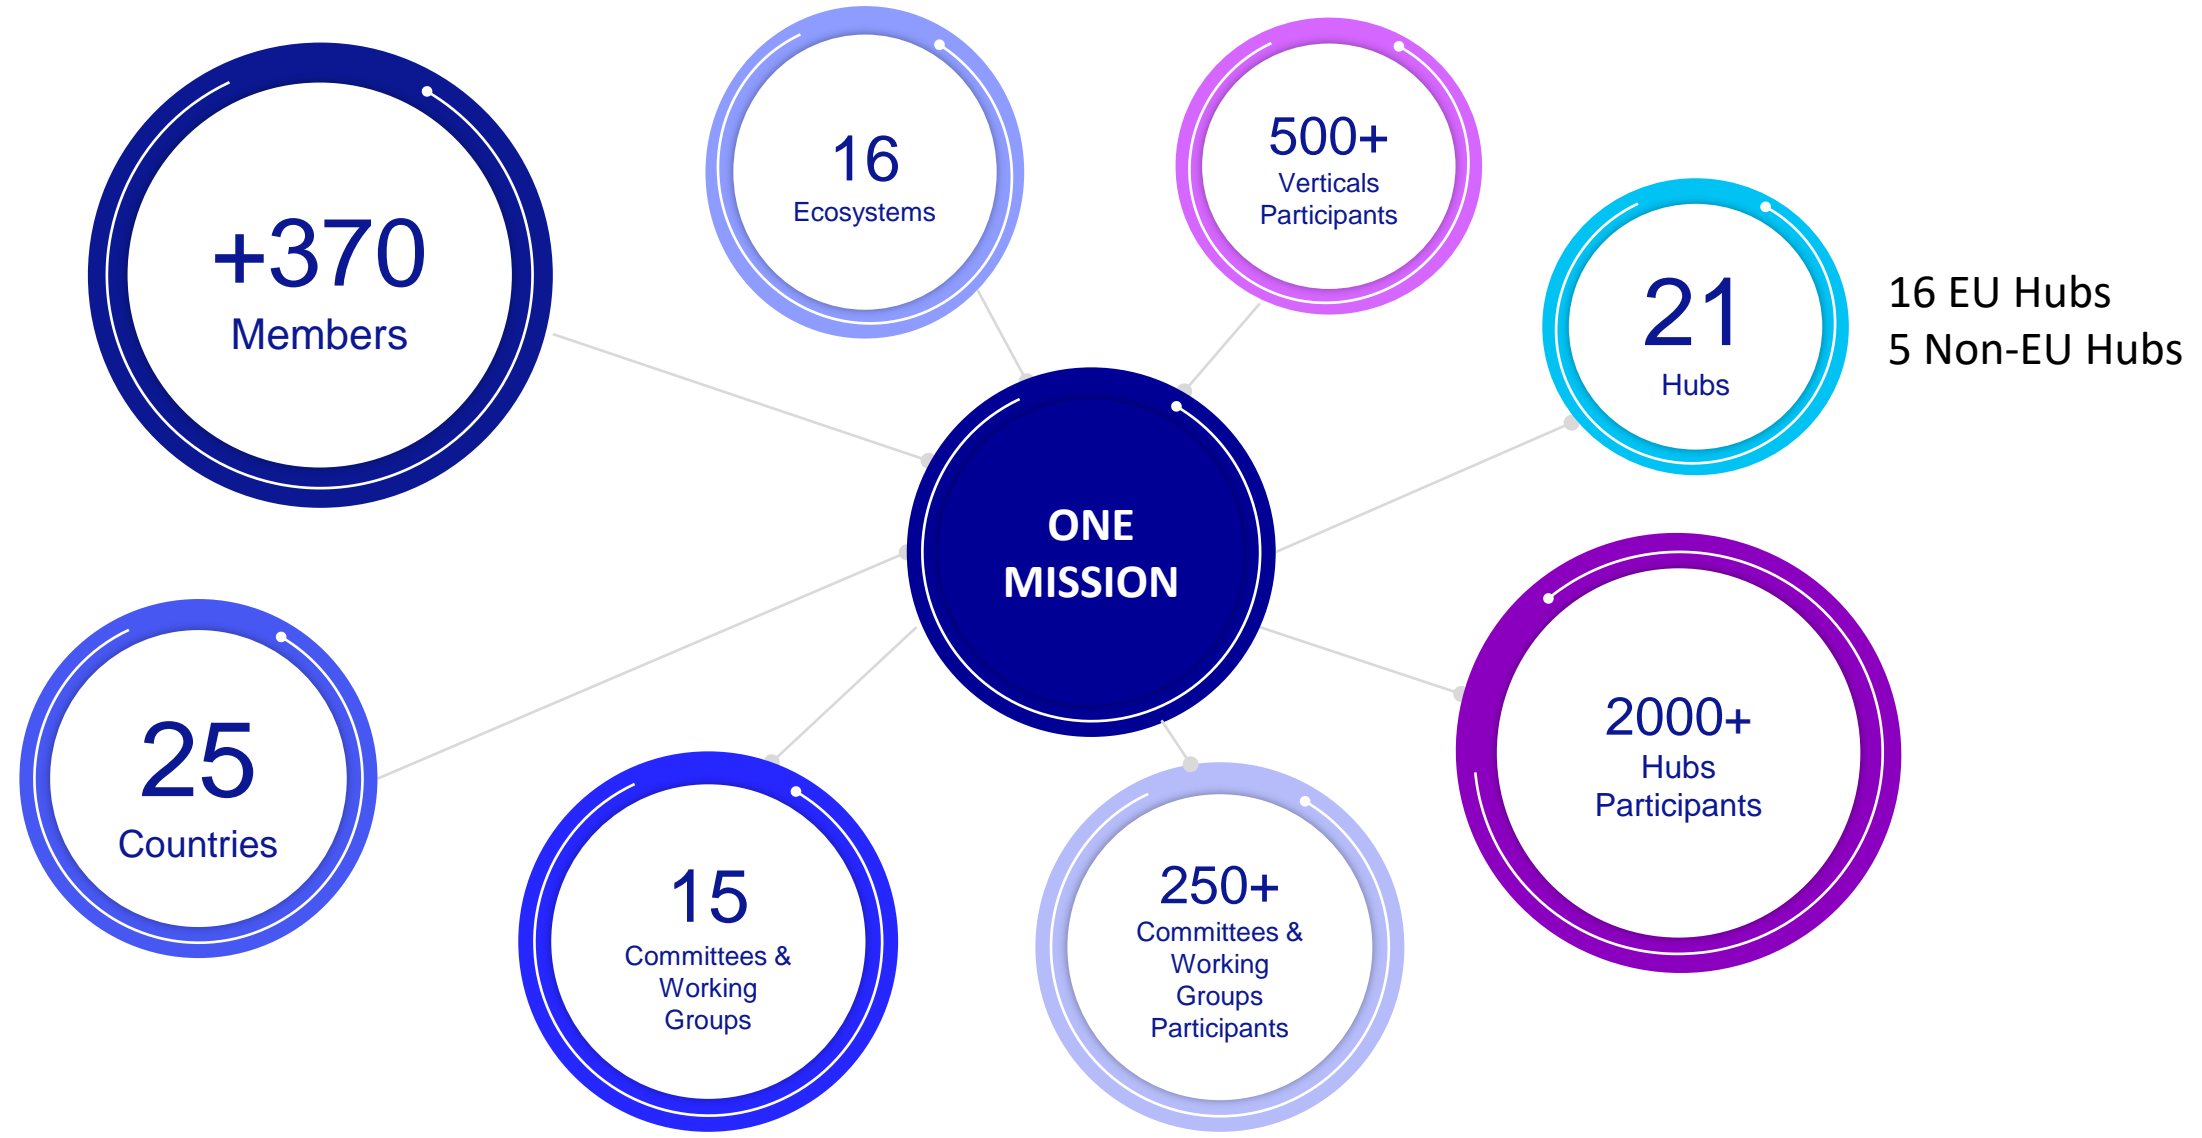 +370
Members
16
Ecosystems
500+
Verticals
Participants
21
Hubs
16 EU Hubs
5 Non-EU Hubs
ONE
MISSION
25
Countries
15
Committees &
Working
Groups
250+
Committees &
Working
Groups
Participants
2000+
Hubs
Participants